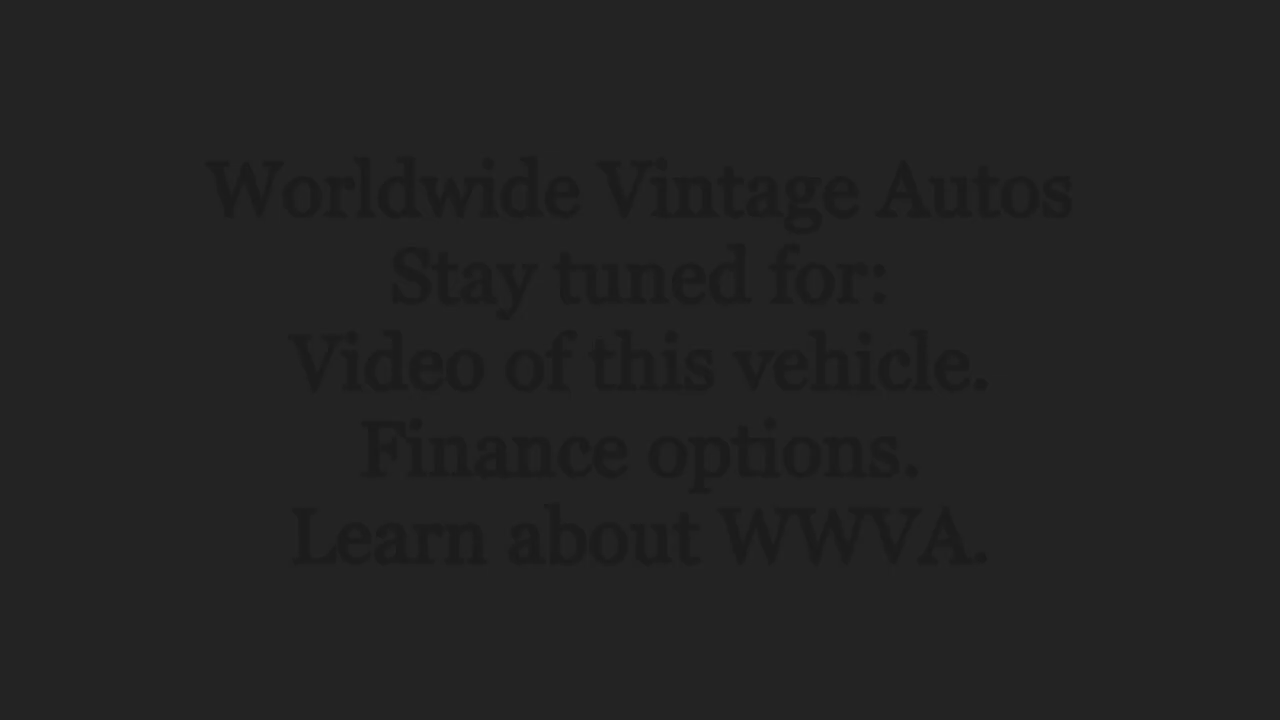 Worldwide Vintage Autos
Stay tuned for:
Video of this vehicle.
Finance options.
Learn about WWVA.